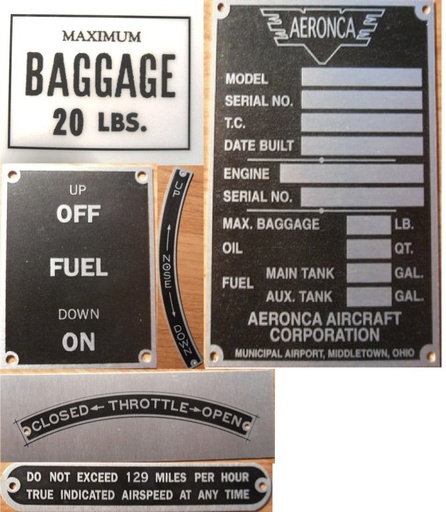 MAXIMUM
BAGGAGE
20 LBS.
AERONCA
MODEL
SERIAL NO.
T.C.
DATE BUILT
ENGINE
SERIAL NO.
MAX. BAGGAGE LB.
OIL QT.
FUEL MAIN TANK GAL.
AUX. TANK GAL.
AERONCA AIRCRAFT
CORPORATION
MUNICIPAL AIRPORT, MIDDLETOWN, OHIO
UP
OFF
FUEL
DOWN
ON
UP ← NOSE → DOWN
CLOSED ← THROTTLE → OPEN
DO NOT EXCEED 129 MILES PER HOUR
TRUE INDICATED AIRSPEED AT ANY TIME